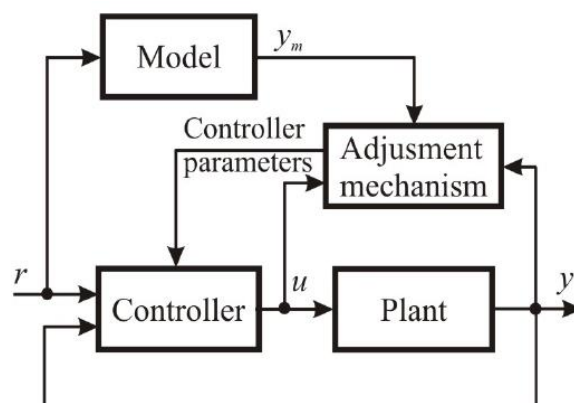 Model
y_m
Controller
parameters
Adjusment
mechanism
r
Controller
u
Plant
y